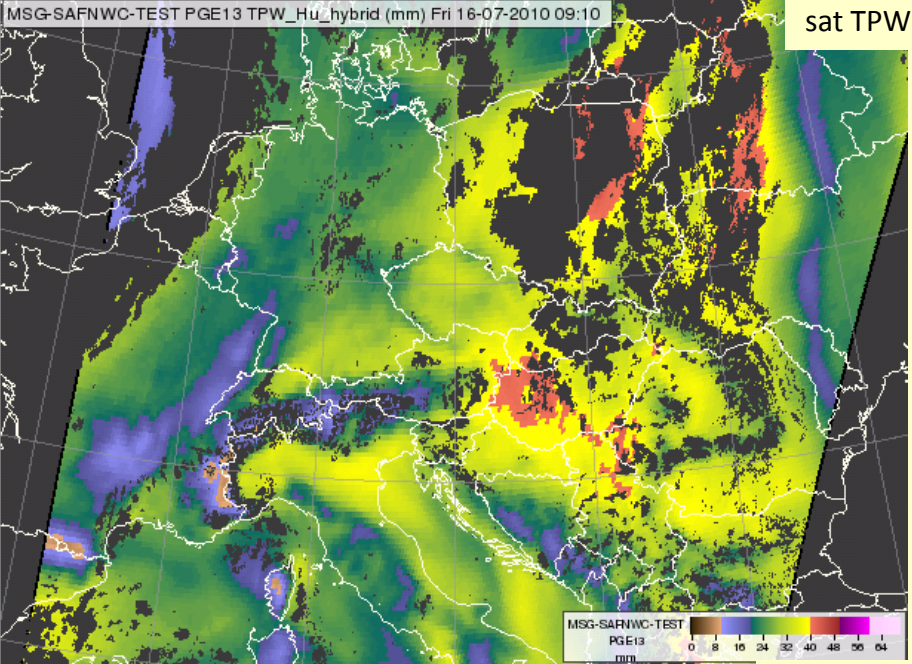 MSG-SAFNWC-TEST PGE13 TPW_Hu_hybrid (mm) Fri 16-07-2010 09:10
sat TPW
MSG-SAFNWC-TEST
PGE13
mm
0 8 16 24 32 40 48 56 64